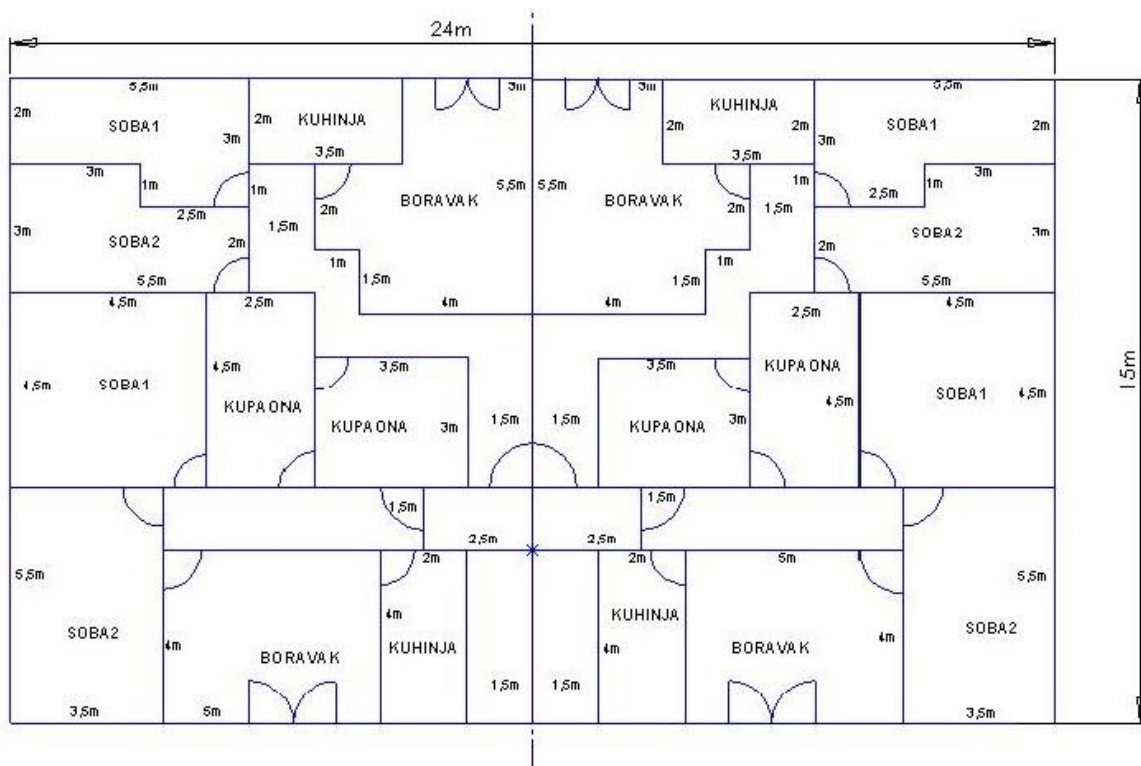 24m
5,5m
3m
3m
5,5m
2m
SOBA1
3m
2m
KUHINJA
3,5m
2m
KUHINJA
2m
3,5m
3m
SOBA1
2m
3m
1m
2,5m
1m
1,5m
2m
BORAVAK
5,5m
5,5m
BORAVAK
2m
1m
1,5m
2,5m
1m
3m
3m
SOBA2
2m
5,5m
1m
1,5m
4m
4m
1,5m
1m
2m
SOBA2
3m
5,5m
15m
4,5m
2,5m
2,5m
4,5m
4,5m
SOBA1
4,5m
KUPAONA
3,5m
KUPAONA
3m
1,5m
1,5m
3,5m
KUPAONA
3m
KUPAONA
4,5m
SOBA1
4,5m
1,5m
2,5m
2,5m
1,5m
5,5m
SOBA2
3,5m
4m
BORAVAK
5m
2m
4m
KUHINJA
1,5m
1,5m
2m
KUHINJA
4m
5m
BORAVAK
4m
5,5m
SOBA2
3,5m